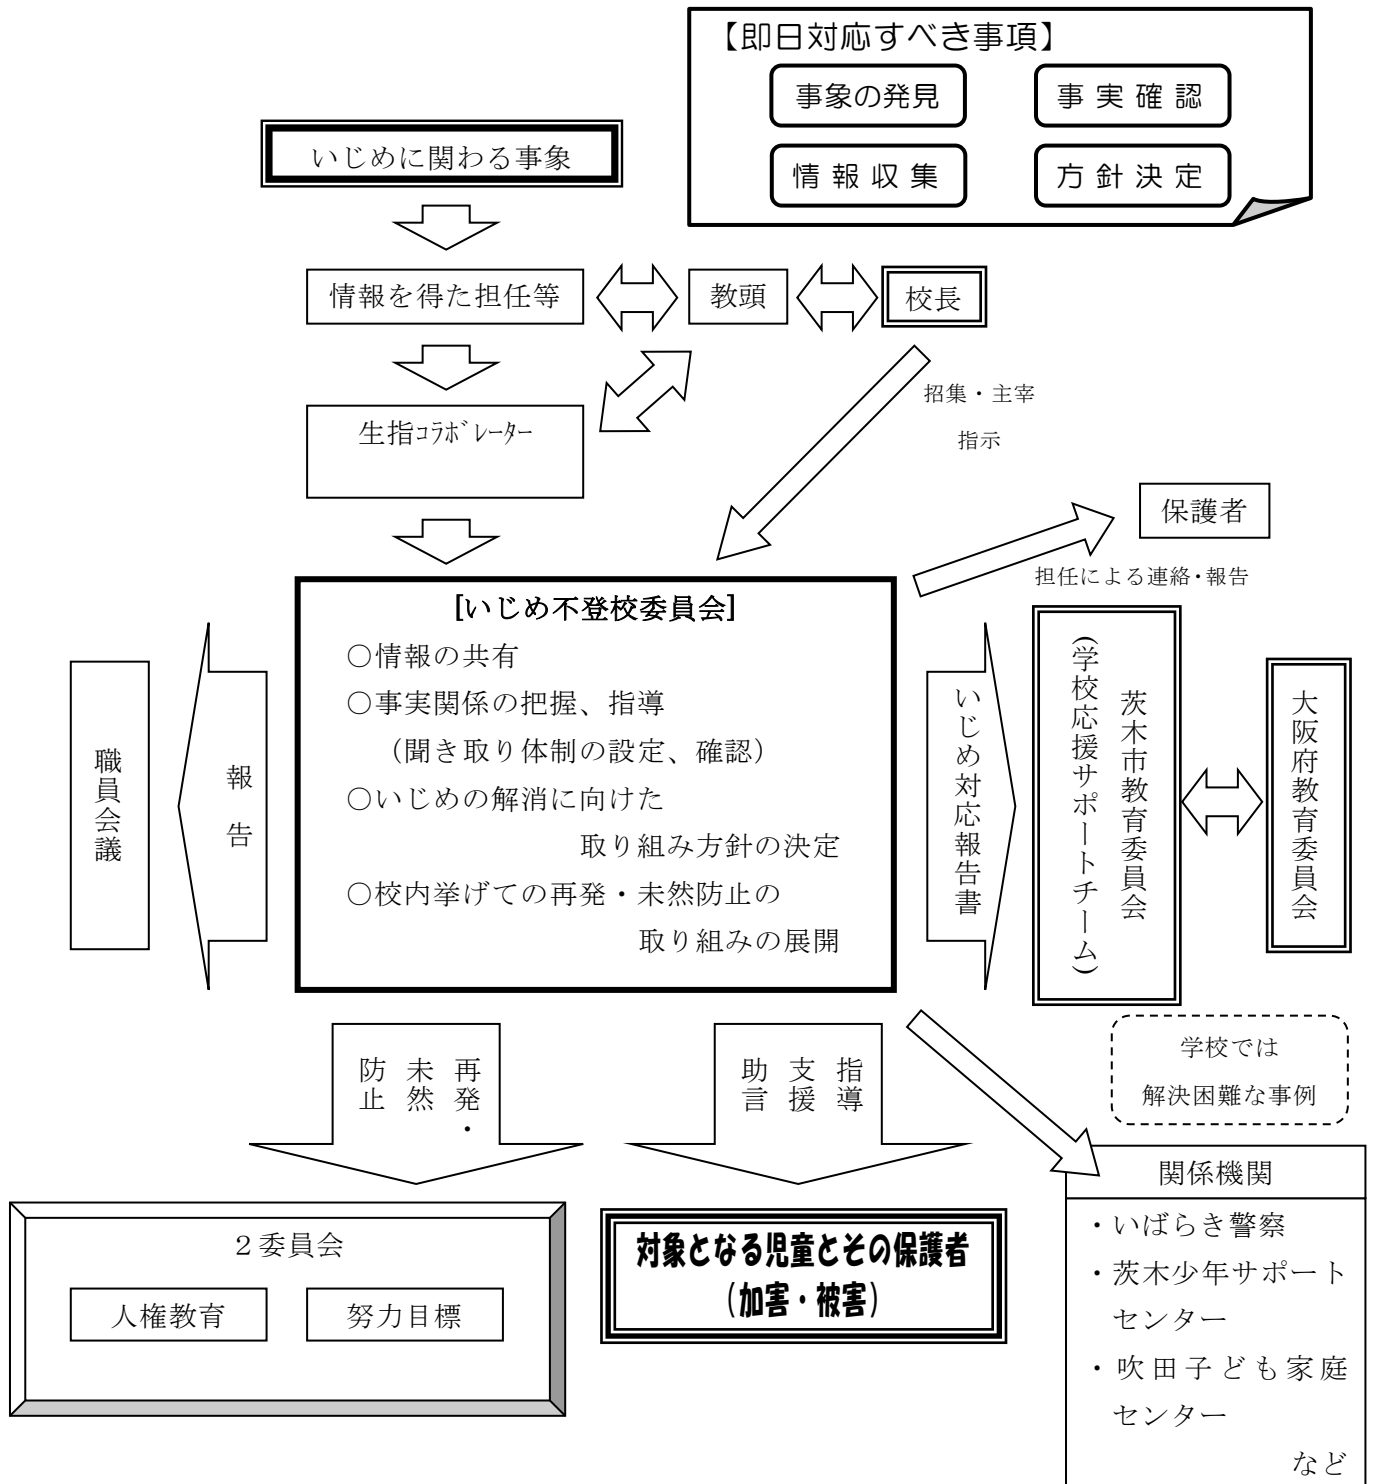 【即日対応すべき事項】
事象の発見
事実確認
情報収集
方針決定
いじめに関わる事象
情報を得た担任等
教頭
校長
招集・主宰
指示
生指ｺﾗﾎﾞﾚｰﾀｰ
保護者
担任による連絡・報告
[いじめ不登校委員会]
○情報の共有
○事実関係の把握、指導
（聞き取り体制の設定、確認）
○いじめの解消に向けた
取り組み方針の決定
○校内挙げての再発・未然防止の
取り組みの展開
職員会議
報告
いじめ対応報告書
茨木市教育委員会
（学校応援サポートチーム）
大阪府教育委員会
再発・
未然
防止
指導
支援
助言
学校では
解決困難な事例
２委員会
人権教育
努力目標
対象となる児童とその保護者
（加害・被害）
関係機関
・いばらき警察
・茨木少年サポート
センター
・吹田子ども家庭
センター
など